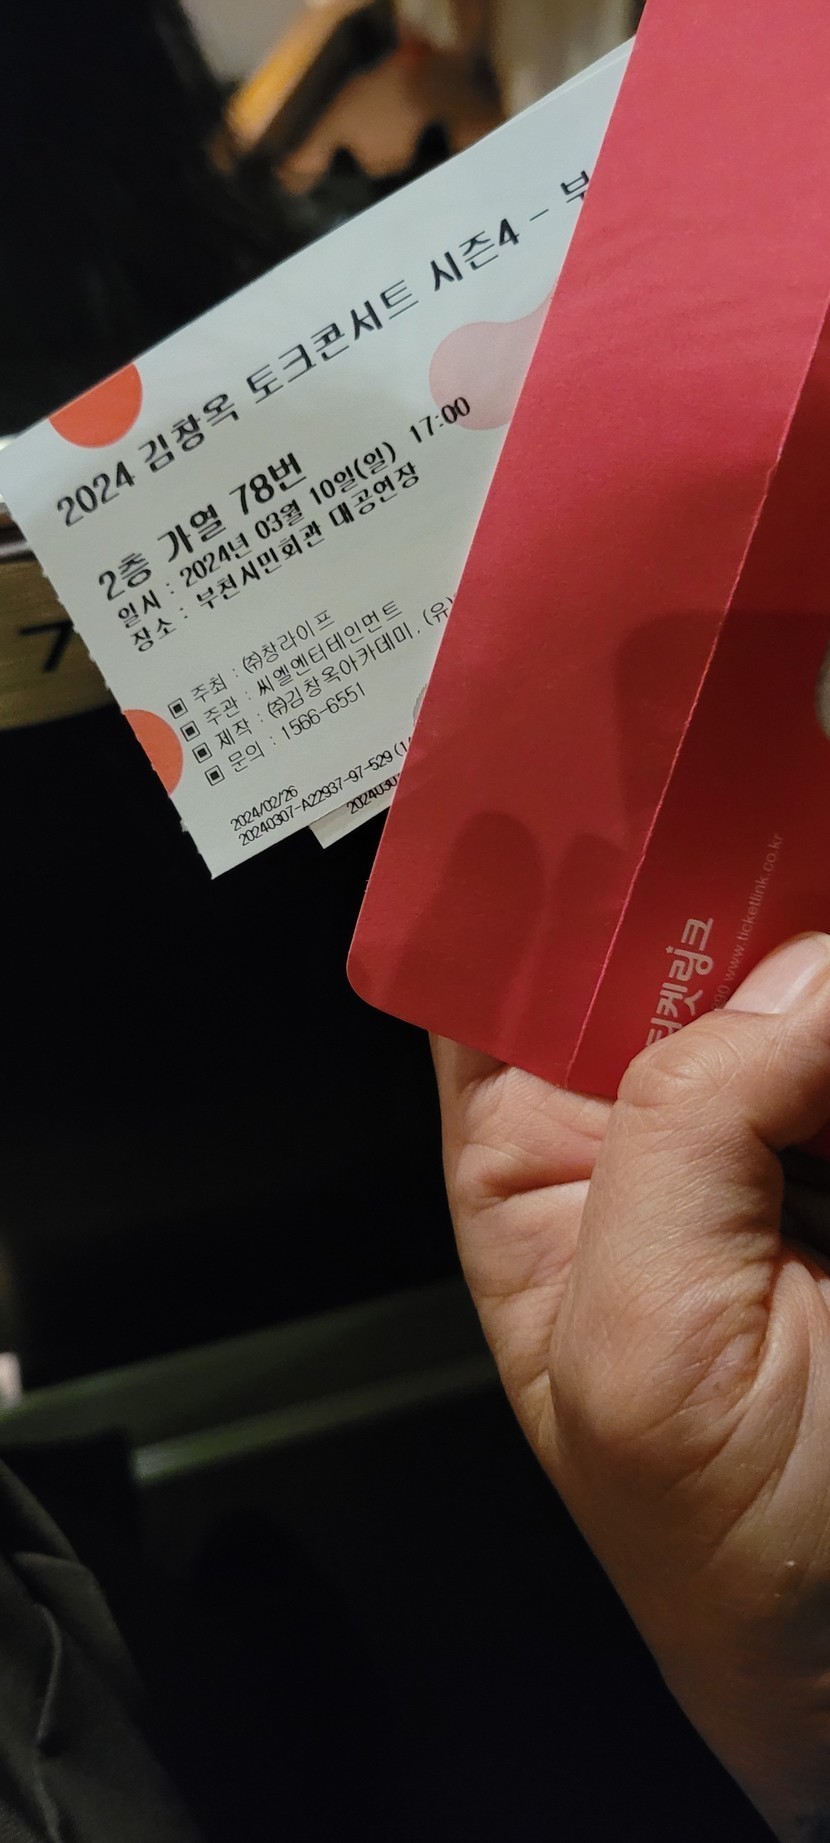 2024 김창옥 토크콘서트 시즌4 - 부
2층 가열 78번
일시 : 2024년 03월 10일(일) 17:00
장소 : 부천시민회관 대공연장
▣ 주최 : ㈜창라이프
▣ 주관 : 씨엘엔터테인먼트
▣ 제작 : ㈜김창옥아카데미, (유)
▣ 문의 : 1566-6551
2024/02/26
20240307-A22937-97-529 (1/
2024030
7
티켓링크
www.ticketlink.co.kr